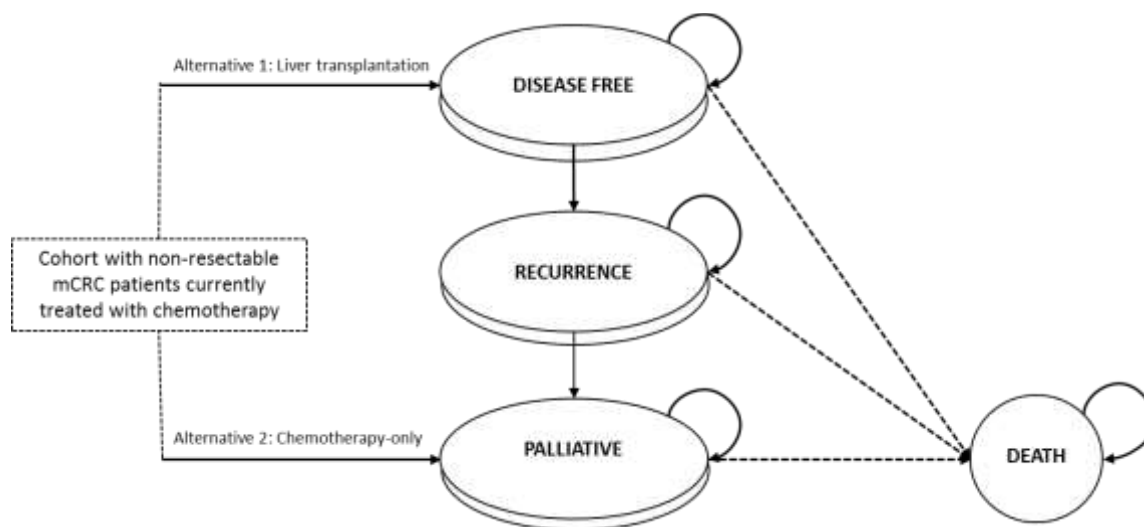 Alternative 1: Liver transplantation
DISEASE FREE
Cohort with non-resectable
mCRC patients currently
treated with chemotherapy
RECURRENCE
Alternative 2: Chemotherapy-only
PALLIATIVE
DEATH